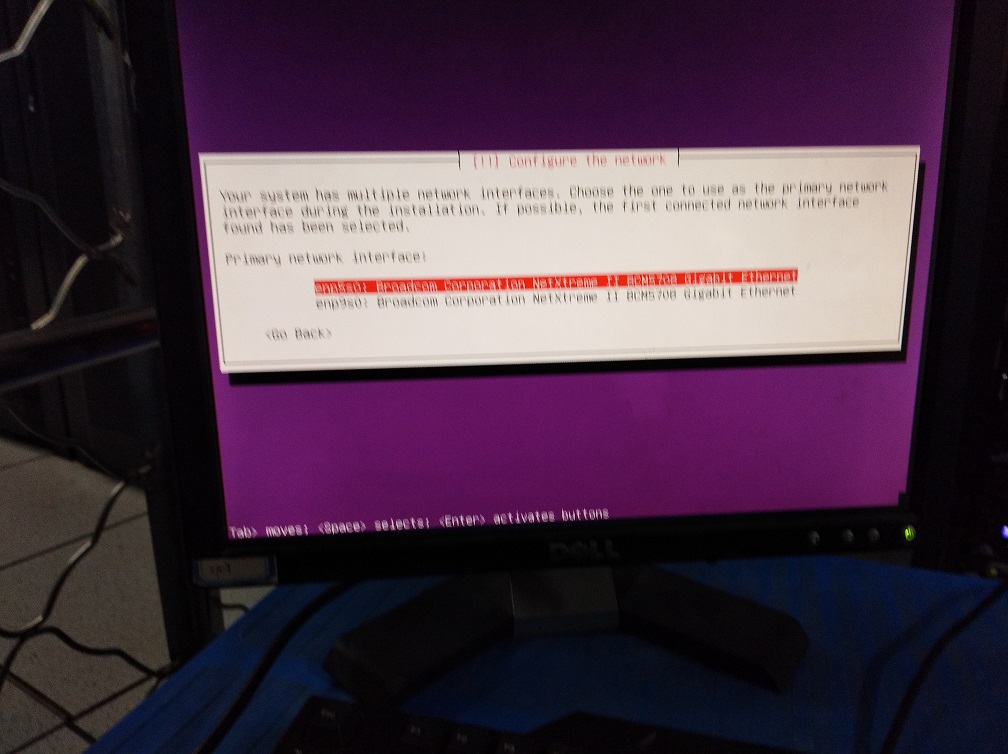 [!!] Configure the network
Your system has multiple network interfaces. Choose the one to use as the primary network
interface during the installation. If possible, the first connected network interface
found has been selected.
Primary network interface:
enp5s0: Broadcom Corporation NetXtreme II BCM5708 Gigabit Ethernet
enp3s0: Broadcom Corporation NetXtreme II BCM5708 Gigabit Ethernet
<Go Back>
Tab> moves; <Space> selects; <Enter> activates buttons
DELL